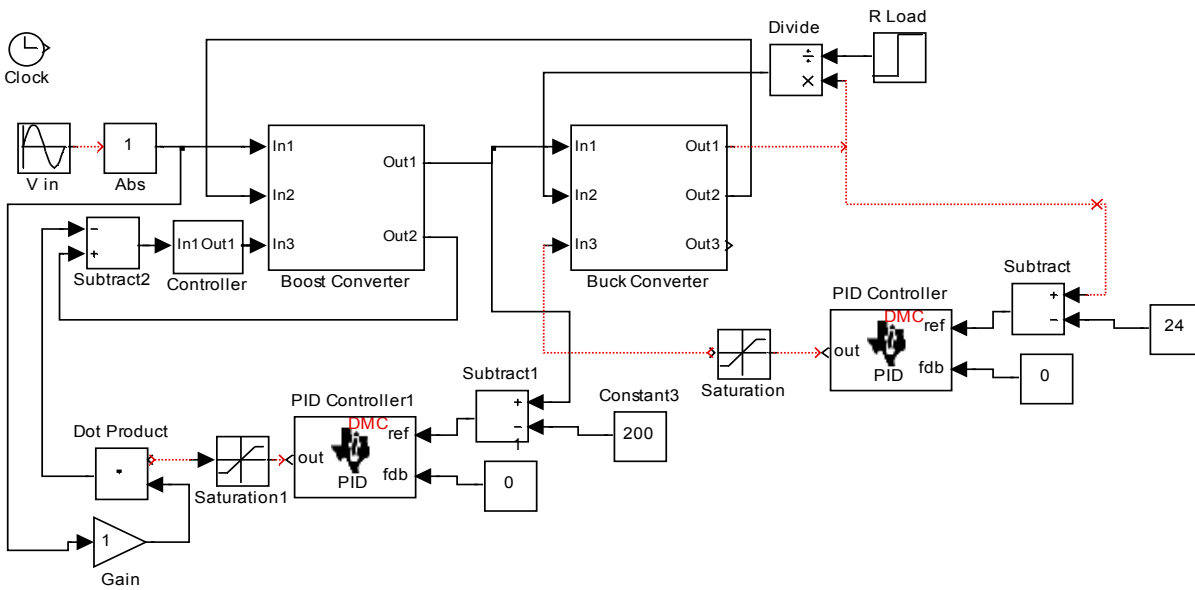 R Load
Divide
÷
×
Clock
V in
1
Abs
In1
In2
In3
Out1
Out2
Boost Converter
In1
In2
In3
Out1
Out2
Out3
Buck Converter
−
+
Subtract2
In1 Out1
Controller
Subtract
+
−
24
PID Controller
DMC
ref
out
fdb
PID
0
Saturation
Subtract1
+
−
1
Constant3
200
PID Controller1
DMC
ref
out
fdb
PID
0
Dot Product
Saturation1
1
Gain